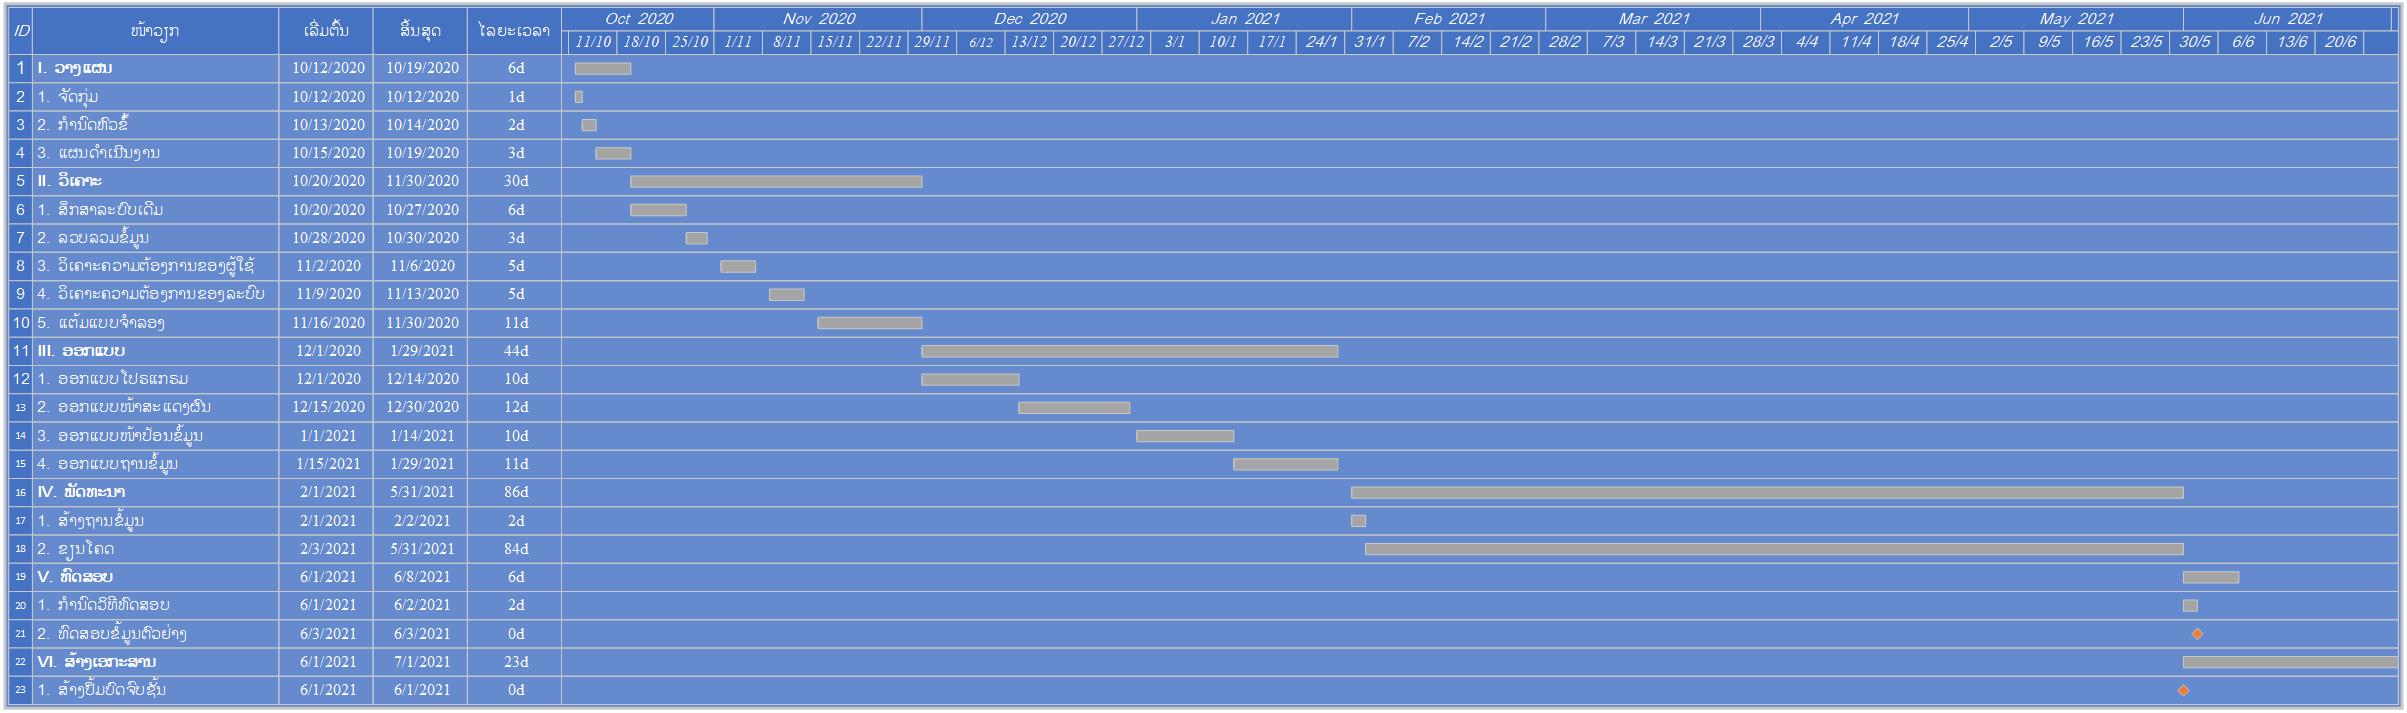 ID ໜ້າວຽກ ເລີ່ມຕົ້ນ ສິ້ນສຸດ ໄລຍະເວລາ Oct 2020 Nov 2020 Dec 2020 Jan 2021 Feb 2021 Mar 2021 Apr 2021 May 2021 Jun 2021
11/10 18/10 25/10 1/11 8/11 15/11 22/11 29/11 6/12 13/12 20/12 27/12 3/1 10/1 17/1 24/1 31/1 7/2 14/2 21/2 28/2 7/3 14/3 21/3 28/3 4/4 11/4 18/4 25/4 2/5 9/5 16/5 23/5 30/5 6/6 13/6 20/6
1 I. ວາງແຜນ 10/12/2020 10/19/2020 6d
2 1. ຈັດກຸ່ມ 10/12/2020 10/12/2020 1d
3 2. ກຳນົດຫົວຂໍ້ 10/13/2020 10/14/2020 2d
4 3. ແຜນດຳເນີນງານ 10/15/2020 10/19/2020 3d
5 II. ວິເຄາະ 10/20/2020 11/30/2020 30d
6 1. ສຶກສາລະບົບເດີມ 10/20/2020 10/27/2020 6d
7 2. ລວບລວມຂໍ້ມູນ 10/28/2020 10/30/2020 3d
8 3. ວິເຄາະຄວາມຕ້ອງການຂອງຜູ້ໃຊ້ 11/2/2020 11/6/2020 5d
9 4. ວິເຄາະຄວາມຕ້ອງການຂອງລະບົບ 11/9/2020 11/13/2020 5d
10 5. ແຕ້ມແບບຈຳລອງ 11/16/2020 11/30/2020 11d
11 III. ອອກແບບ 12/1/2020 1/29/2021 44d
12 1. ອອກແບບໂປຣແກຣມ 12/1/2020 12/14/2020 10d
13 2. ອອກແບບໜ້າສະແດງຜົນ 12/15/2020 12/30/2020 12d
14 3. ອອກແບບໜ້າປ້ອນຂໍ້ມູນ 1/1/2021 1/14/2021 10d
15 4. ອອກແບບຖານຂໍ້ມູນ 1/15/2021 1/29/2021 11d
16 IV. ພັດທະນາ 2/1/2021 5/31/2021 86d
17 1. ສ້າງຖານຂໍ້ມູນ 2/1/2021 2/2/2021 2d
18 2. ຂຽນໂຄດ 2/3/2021 5/31/2021 84d
19 V. ທົດສອບ 6/1/2021 6/8/2021 6d
20 1. ກຳນົດວິທີທົດສອບ 6/1/2021 6/2/2021 2d
21 2. ທົດສອບຂໍ້ມູນຕົວຢ່າງ 6/3/2021 6/3/2021 0d
22 VI. ສ້າງເອກະສານ 6/1/2021 7/1/2021 23d
23 1. ສ້າງປຶ້ມບົດຈົບຊັ້ນ 6/1/2021 6/1/2021 0d